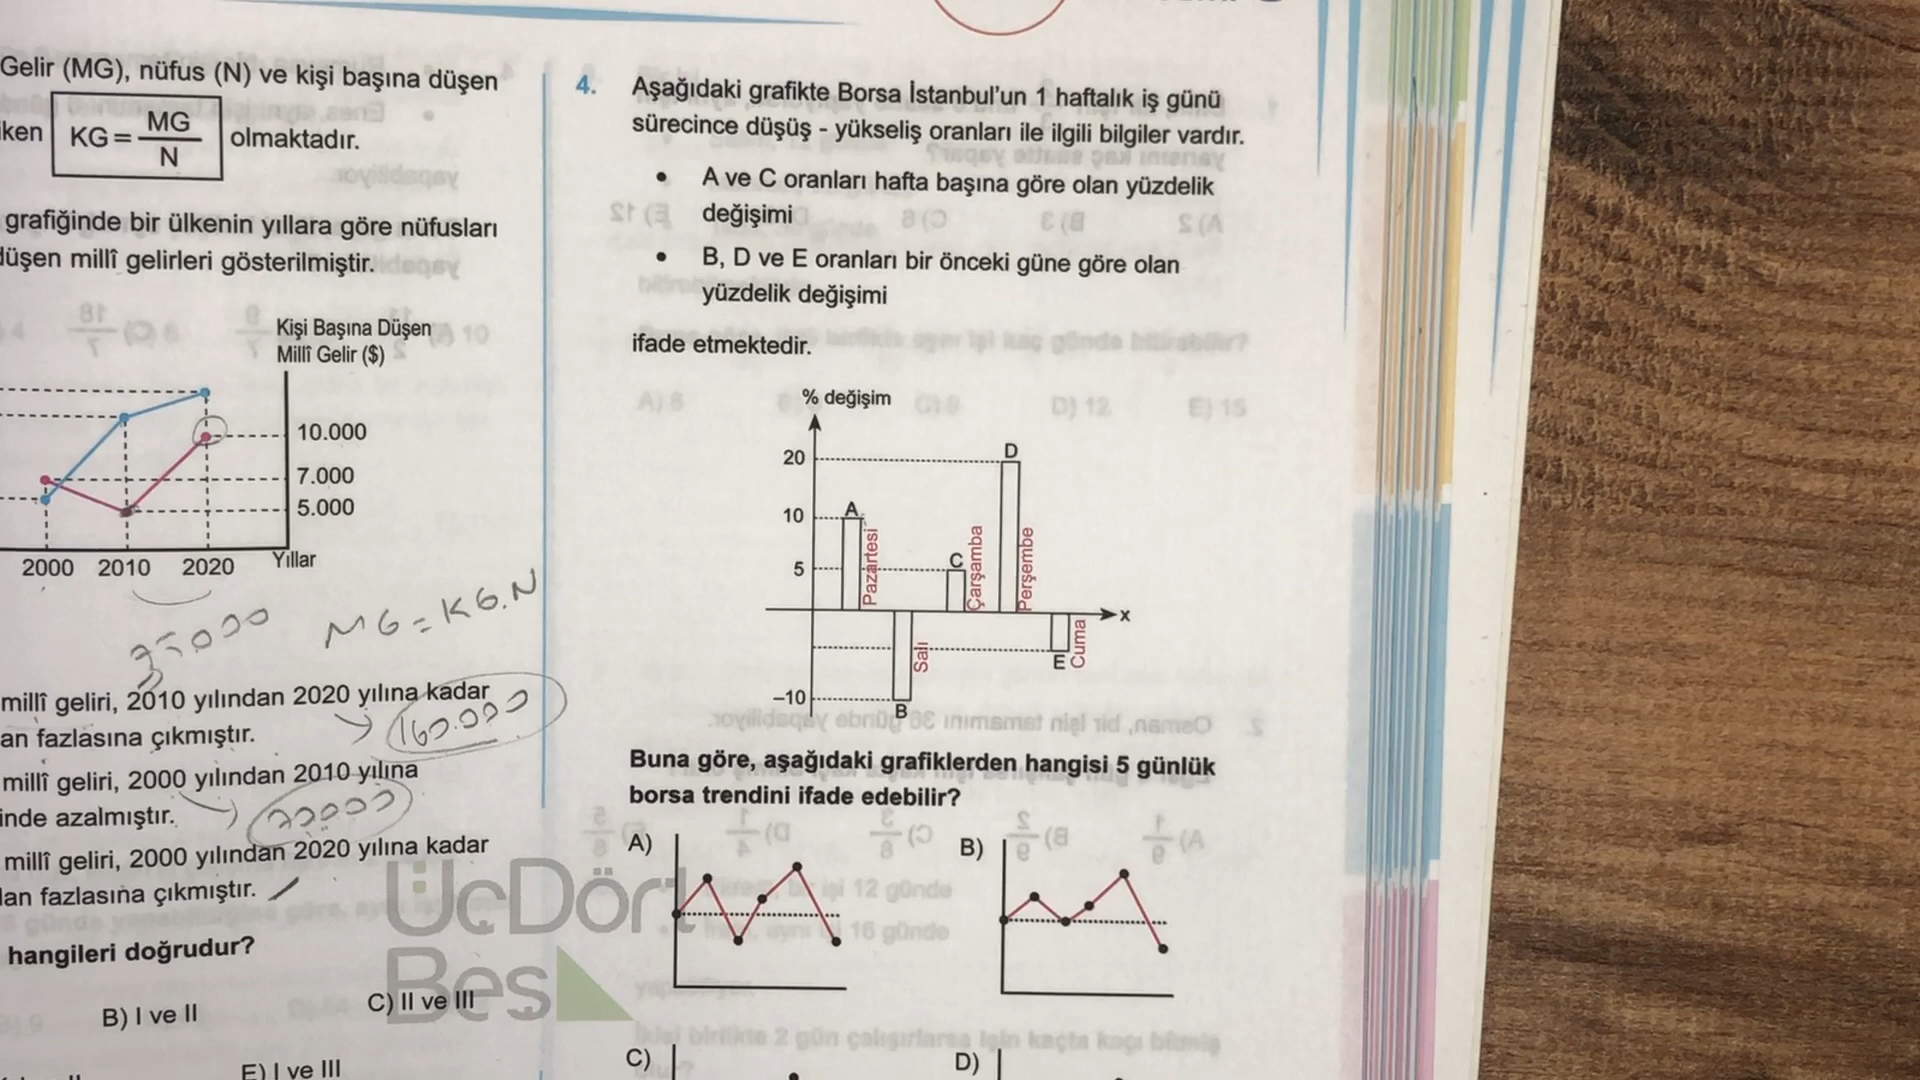 Gelir (MG), nüfus (N) ve kişi başına düşen
KG = MG / N olmaktadır.
grafiğinde bir ülkenin yıllara göre nüfusları
düşen millî gelirleri gösterilmiştir.
Kişi Başına Düşen
Millî Gelir ($)
10.000
7.000
5.000
2000 2010 2020 Yıllar
MG = KG.N
millî geliri, 2010 yılından 2020 yılına kadar
an fazlasına çıkmıştır.
160.000
millî geliri, 2000 yılından 2010 yılına
inde azalmıştır.
millî geliri, 2000 yılından 2020 yılına kadar
lan fazlasına çıkmıştır.
hangileri doğrudur?
B) I ve II
C) II ve III
E) I ve III
4. Aşağıdaki grafikte Borsa İstanbul'un 1 haftalık iş günü
sürecince düşüş - yükseliş oranları ile ilgili bilgiler vardır.
• A ve C oranları hafta başına göre olan yüzdelik
değişimi
• B, D ve E oranları bir önceki güne göre olan
yüzdelik değişimi
ifade etmektedir.
% değişim
20
10
5
-10
A
Pazartesi
B
Salı
C
Çarşamba
D
Perşembe
E
Cuma
x
Buna göre, aşağıdaki grafiklerden hangisi 5 günlük
borsa trendini ifade edebilir?
A)
B)
C)
D)
ÜçDört
Beş